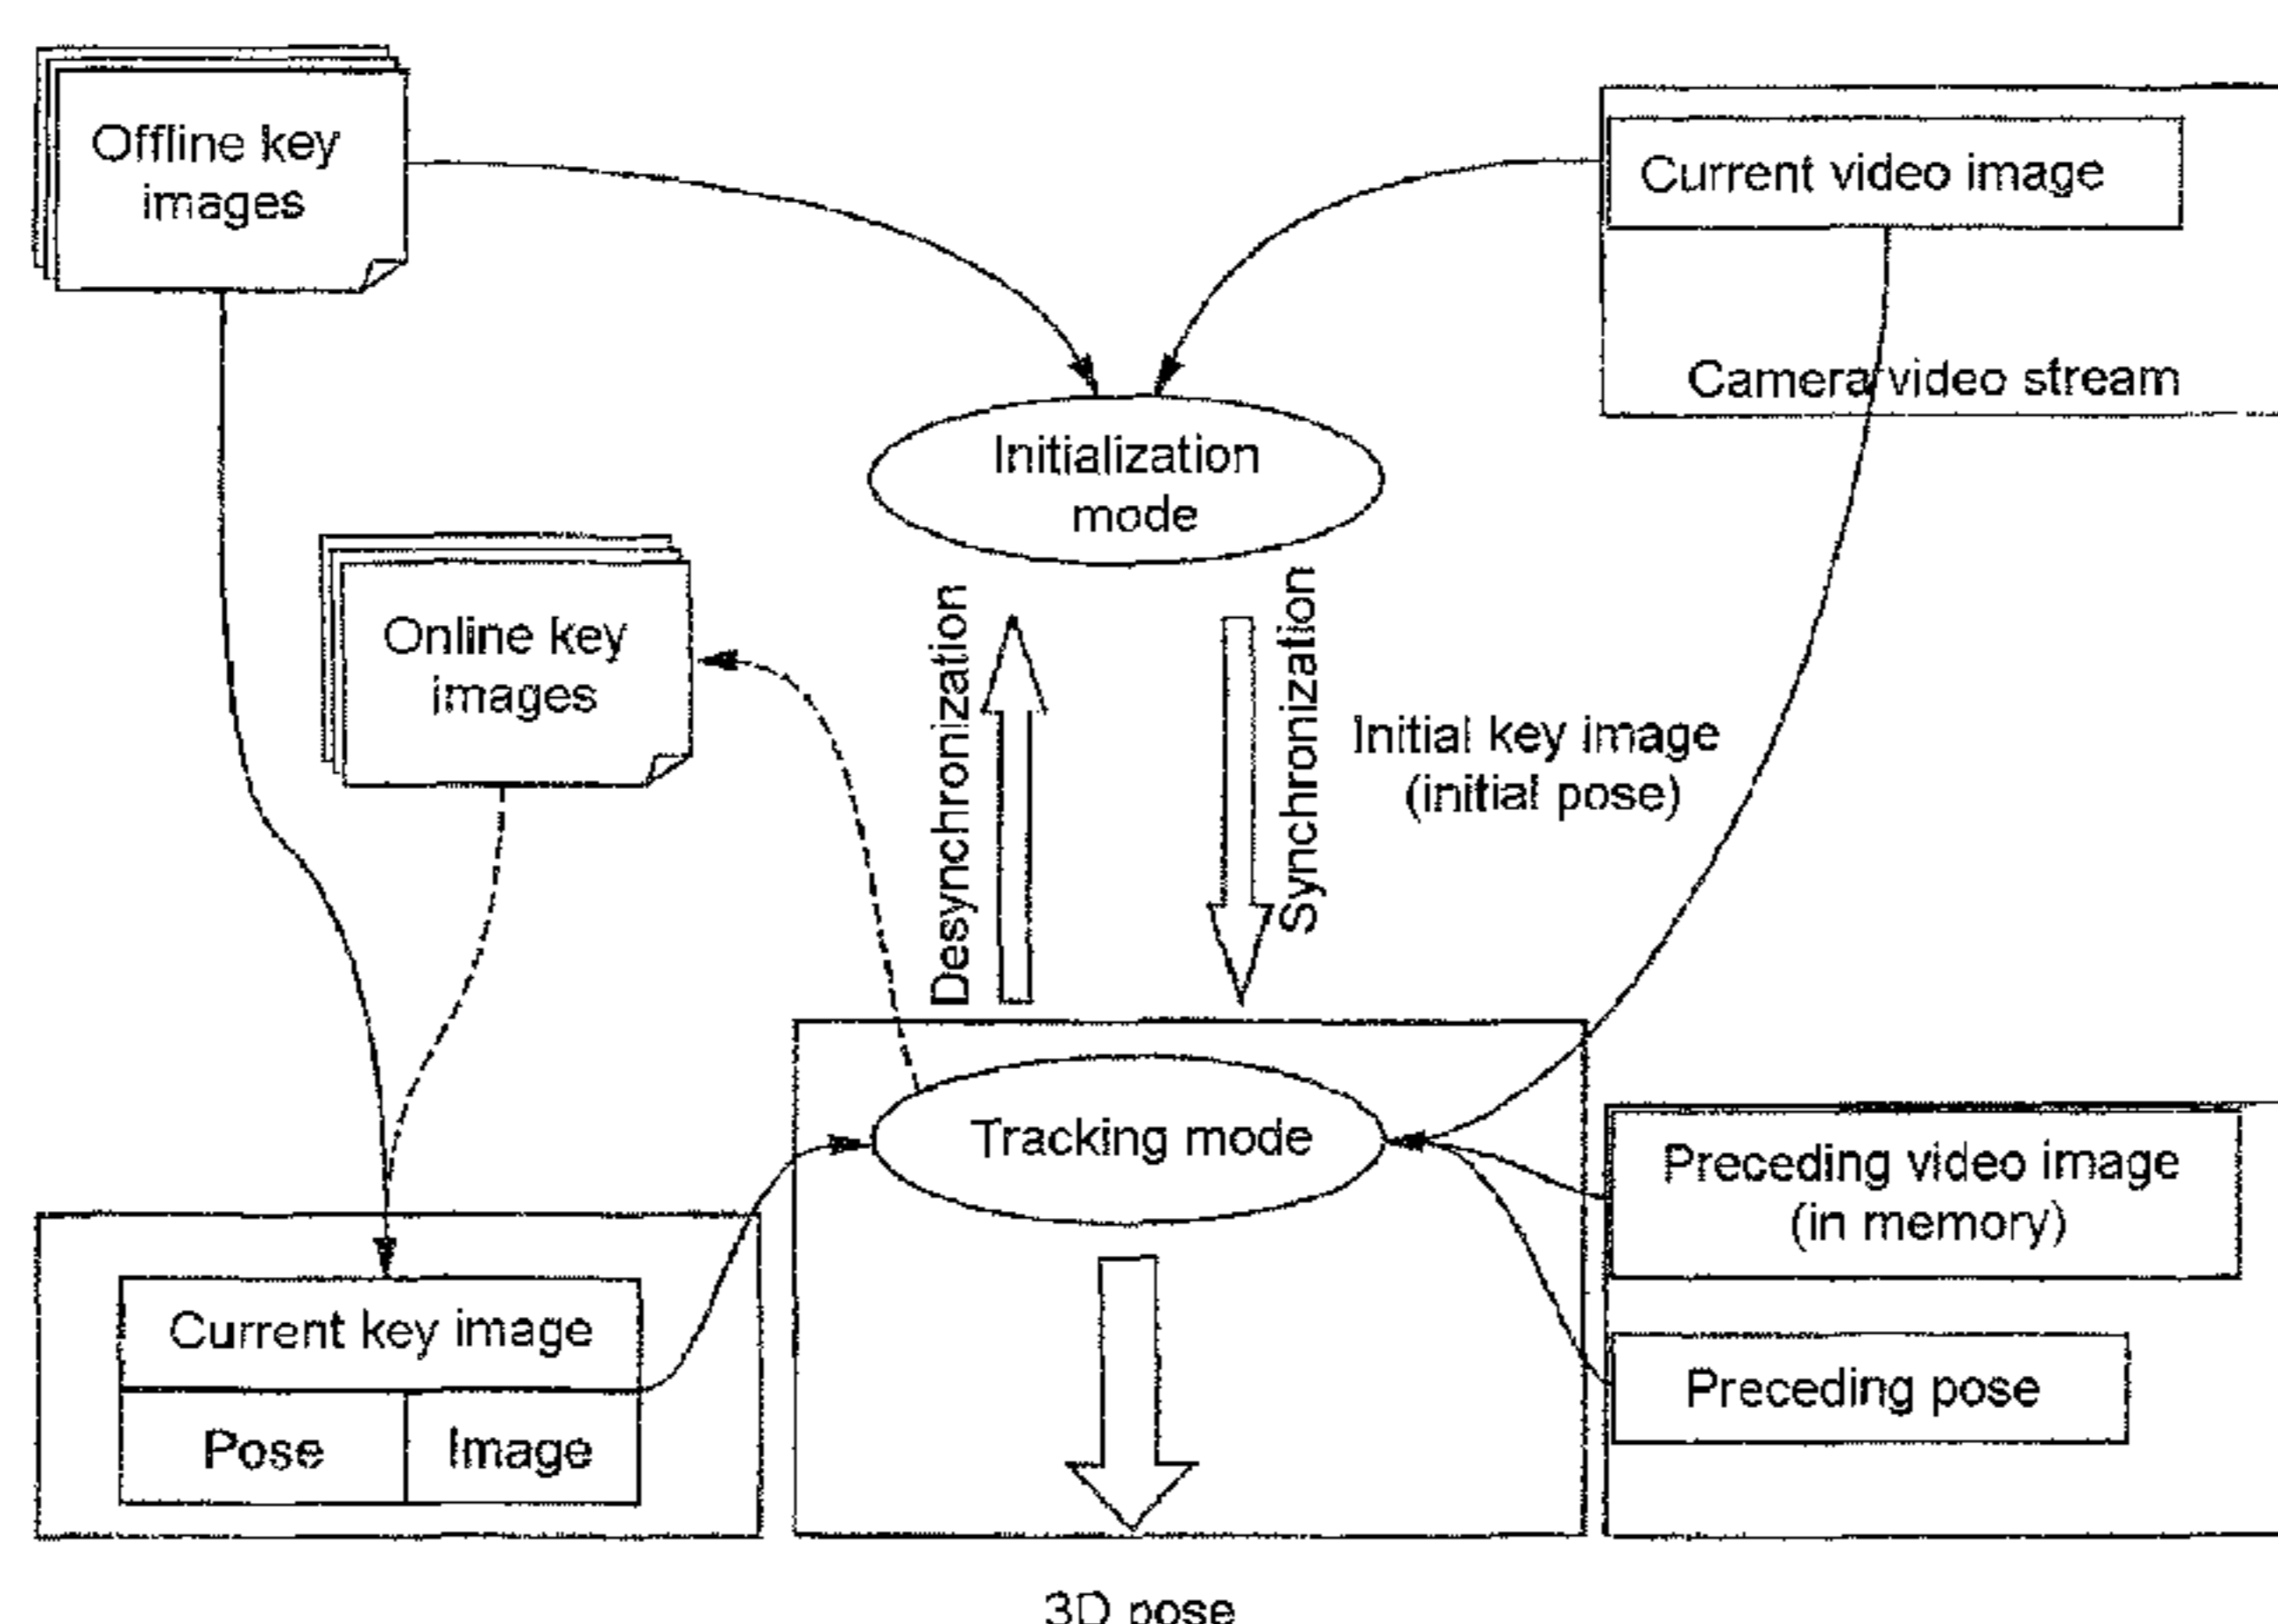 Offline key
images
Current video image
Camera video stream
Initialization
mode
Online key
images
Desynchronization
Synchronization
Initial key image
(initial pose)
Tracking mode
Preceding video image
(in memory)
Current key image
Preceding pose
Pose
Image
3D pose